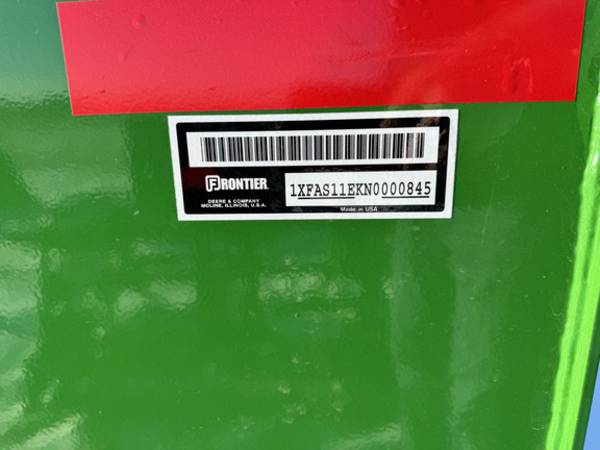 FRONTIER
1XFAS11EKN0000845
DEERE & COMPANY
MOLINE, ILLINOIS, U.S.A.
Made in USA